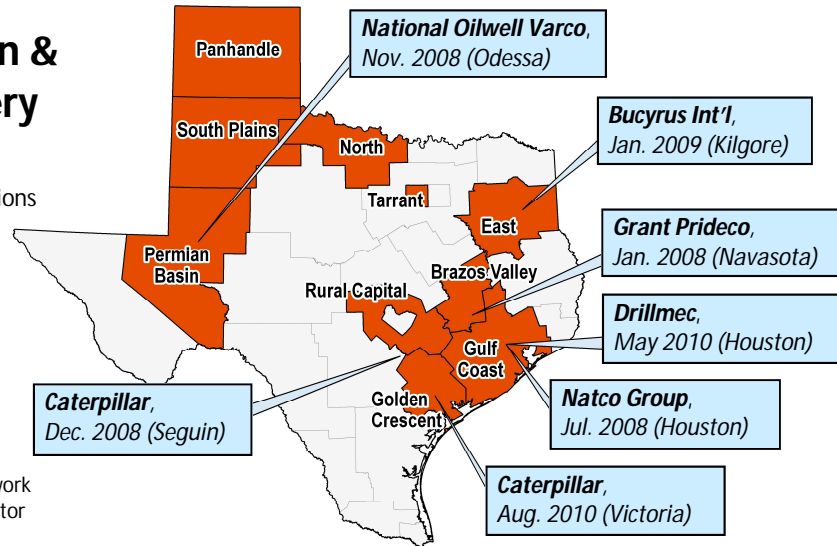 n &
ery
ions
work
tor
Panhandle
South Plains
North
Tarrant
East
Permian
Basin
Brazos Valley
Rural Capital
Gulf
Coast
Golden
Crescent
National Oilwell Varco,
Nov. 2008 (Odessa)
Bucyrus Int'l,
Jan. 2009 (Kilgore)
Grant Prideco,
Jan. 2008 (Navasota)
Drillmec,
May 2010 (Houston)
Natco Group,
Jul. 2008 (Houston)
Caterpillar,
Dec. 2008 (Seguin)
Caterpillar,
Aug. 2010 (Victoria)